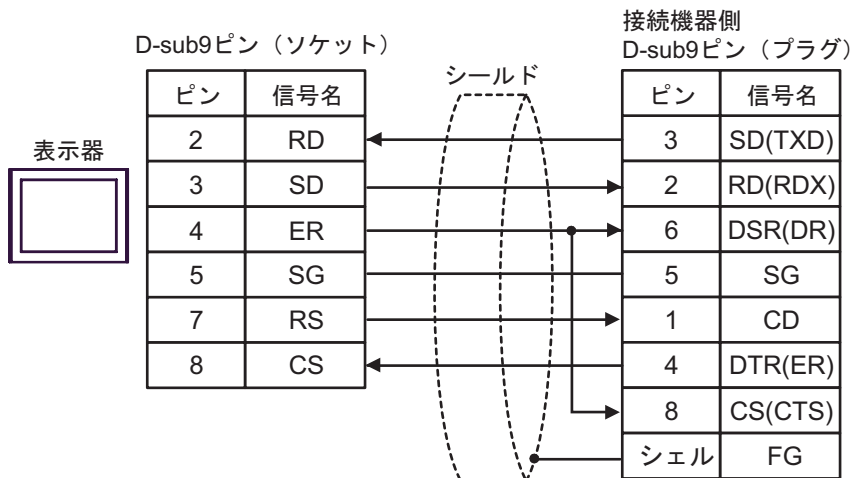 接続機器側
D-sub9ピン（ソケット）
D-sub9ピン（プラグ）
シールド
表示器
ピン 信号名
2 RD
3 SD
4 ER
5 SG
7 RS
8 CS
ピン 信号名
3 SD(TXD)
2 RD(RDX)
6 DSR(DR)
5 SG
1 CD
4 DTR(ER)
8 CS(CTS)
シェル FG